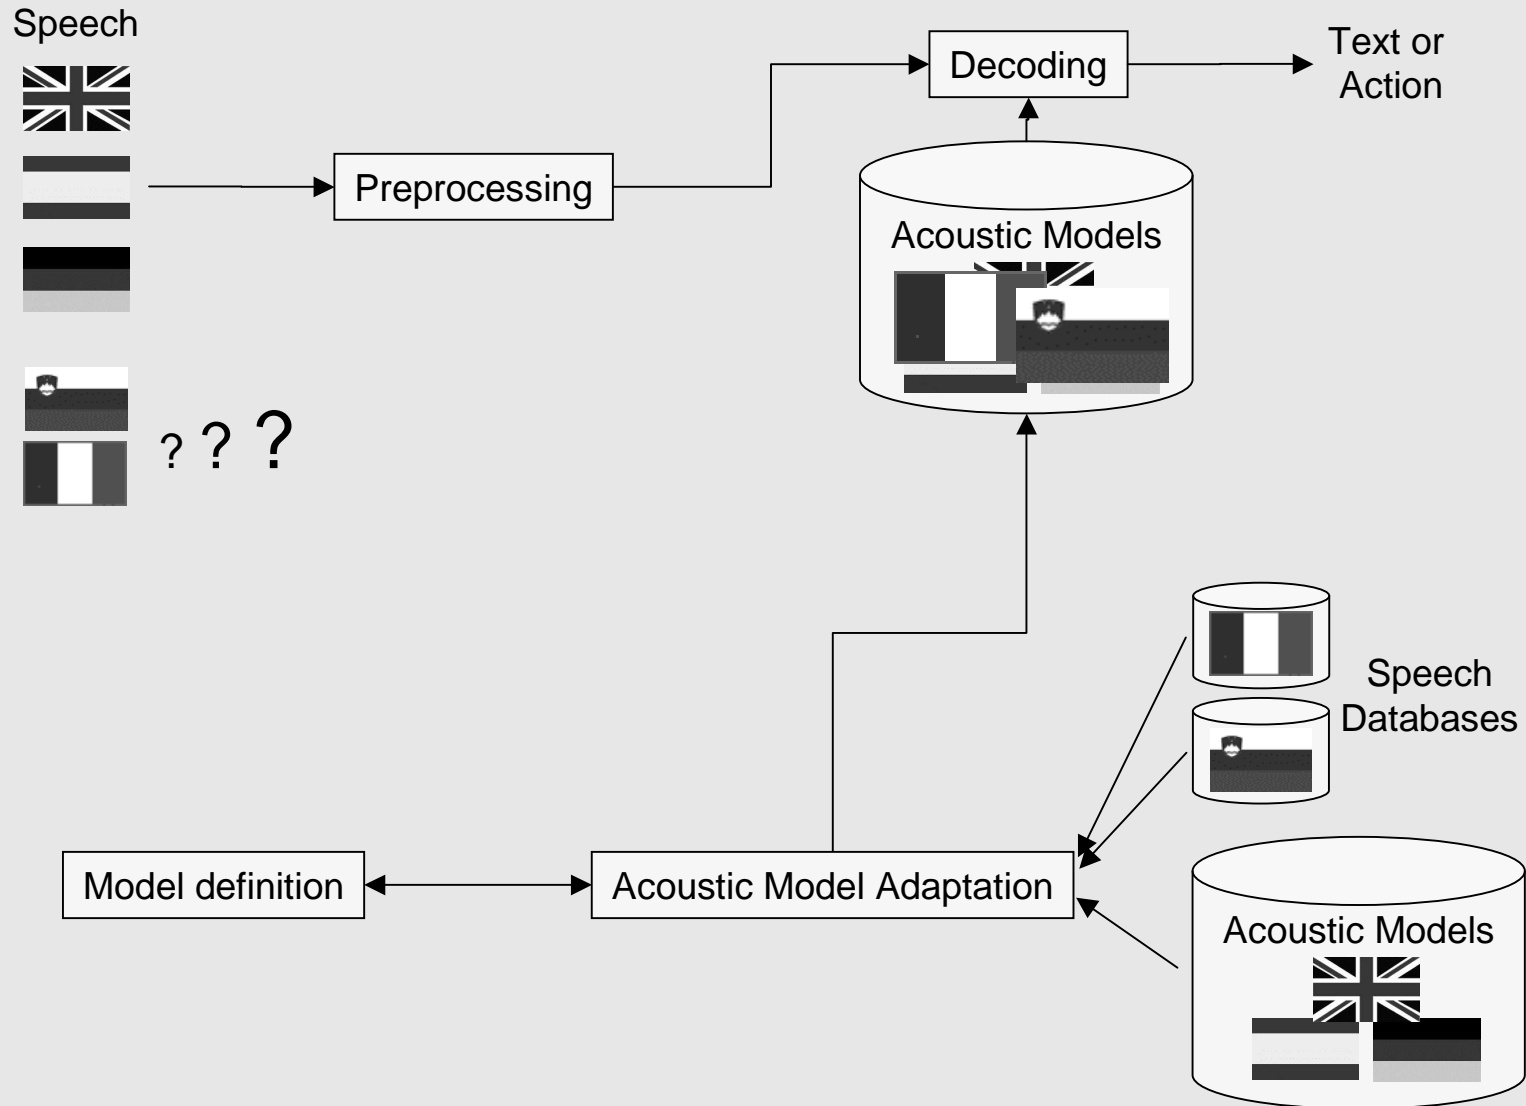 Speech
Decoding
Text or
Action
Preprocessing
Acoustic Models
? ? ?
Speech
Databases
Model definition
Acoustic Model Adaptation
Acoustic Models